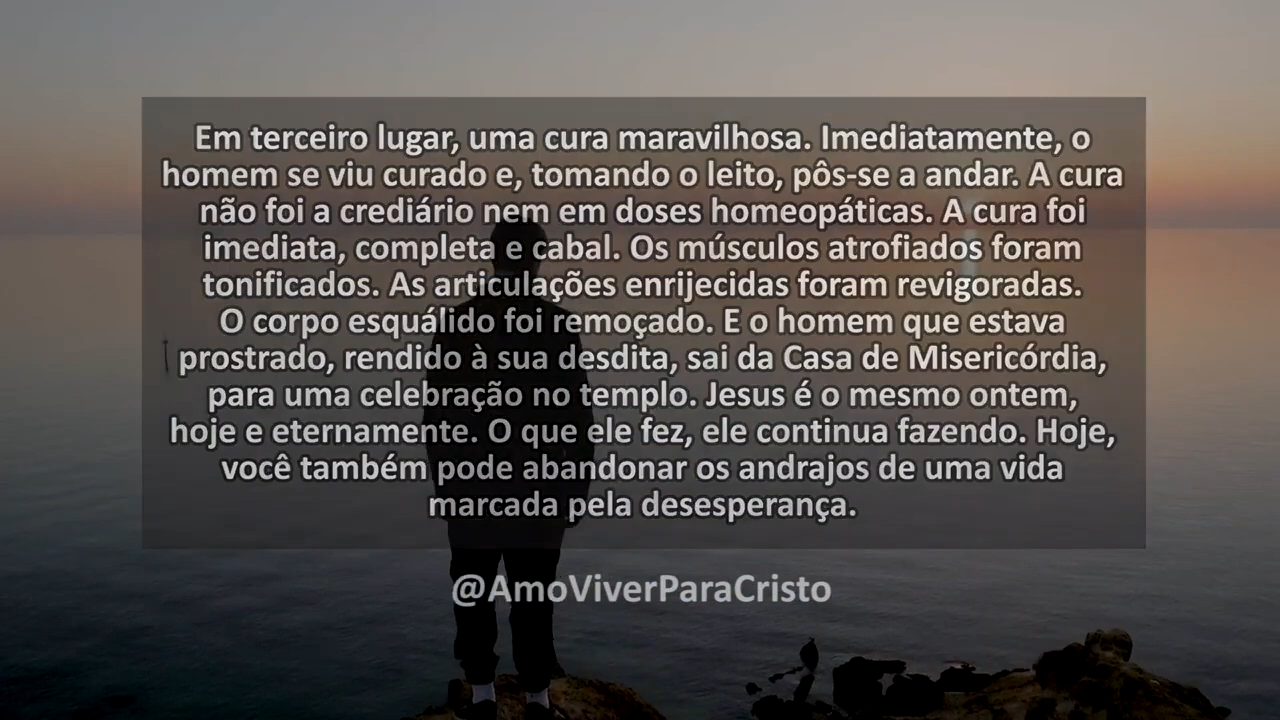 Em terceiro lugar, uma cura maravilhosa. Imediatamente, o
homem se viu curado e, tomando o leito, pôs-se a andar. A cura
não foi a crediário nem em doses homeopáticas. A cura foi
imediata, completa e cabal. Os músculos atrofiados foram
tonificados. As articulações enrijecidas foram revigoradas.
O corpo esquálido foi remoçado. E o homem que estava
prostrado, rendido à sua desdita, sai da Casa de Misericórdia,
para uma celebração no templo. Jesus é o mesmo ontem,
hoje e eternamente. O que ele fez, ele continua fazendo. Hoje,
você também pode abandonar os andrajos de uma vida
marcada pela desesperança.
@AmoViverParaCristo